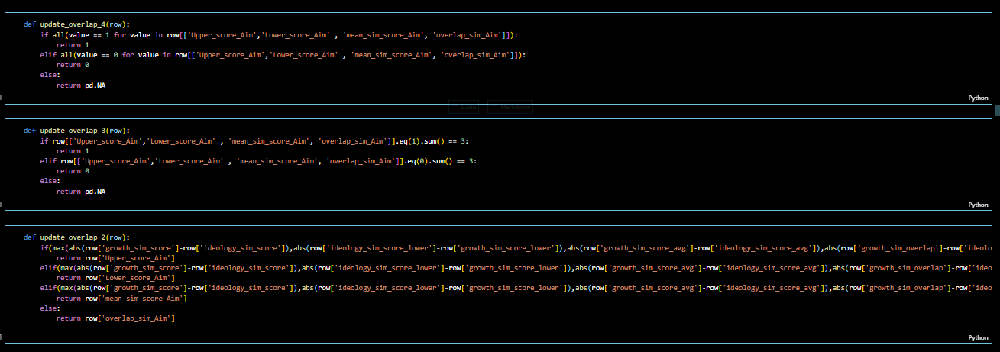 def update_overlap_4(row):
    if all(value == 1 for value in row[['Upper_score_Aim','Lower_score_Aim' , 'mean_sim_score_Aim', 'overlap_sim_Aim']]):
        return 1
    elif all(value == 0 for value in row[['Upper_score_Aim','Lower_score_Aim' , 'mean_sim_score_Aim', 'overlap_sim_Aim']]):
        return 0
    else:
        return pd.NA
Python
+ Code + Markdown
def update_overlap_3(row):
    if row[['Upper_score_Aim','Lower_score_Aim' , 'mean_sim_score_Aim', 'overlap_sim_Aim']].eq(1).sum() == 3:
        return 1
    elif row[['Upper_score_Aim','Lower_score_Aim' , 'mean_sim_score_Aim', 'overlap_sim_Aim']].eq(0).sum() == 3:
        return 0
    else:
        return pd.NA
Python
def update_overlap_2(row):
    if(max(abs(row['growth_sim_score']-row['ideology_sim_score']),abs(row['ideology_sim_score_lower']-row['growth_sim_score_lower']),abs(row['growth_sim_score_avg']-row['ideology_sim_score_avg']),abs(row['growth_sim_overlap']-row['ideolo
        return row['Upper_score_Aim']
    elif(max(abs(row['growth_sim_score']-row['ideology_sim_score']),abs(row['ideology_sim_score_lower']-row['growth_sim_score_lower']),abs(row['growth_sim_score_avg']-row['ideology_sim_score_avg']),abs(row['growth_sim_overlap']-row['ideo
        return row['Lower_score_Aim']
    elif(max(abs(row['growth_sim_score']-row['ideology_sim_score']),abs(row['ideology_sim_score_lower']-row['growth_sim_score_lower']),abs(row['growth_sim_score_avg']-row['ideology_sim_score_avg']),abs(row['growth_sim_overlap']-row['ideo
        return row['mean_sim_score_Aim']
    else:
        return row['overlap_sim_Aim']
Python